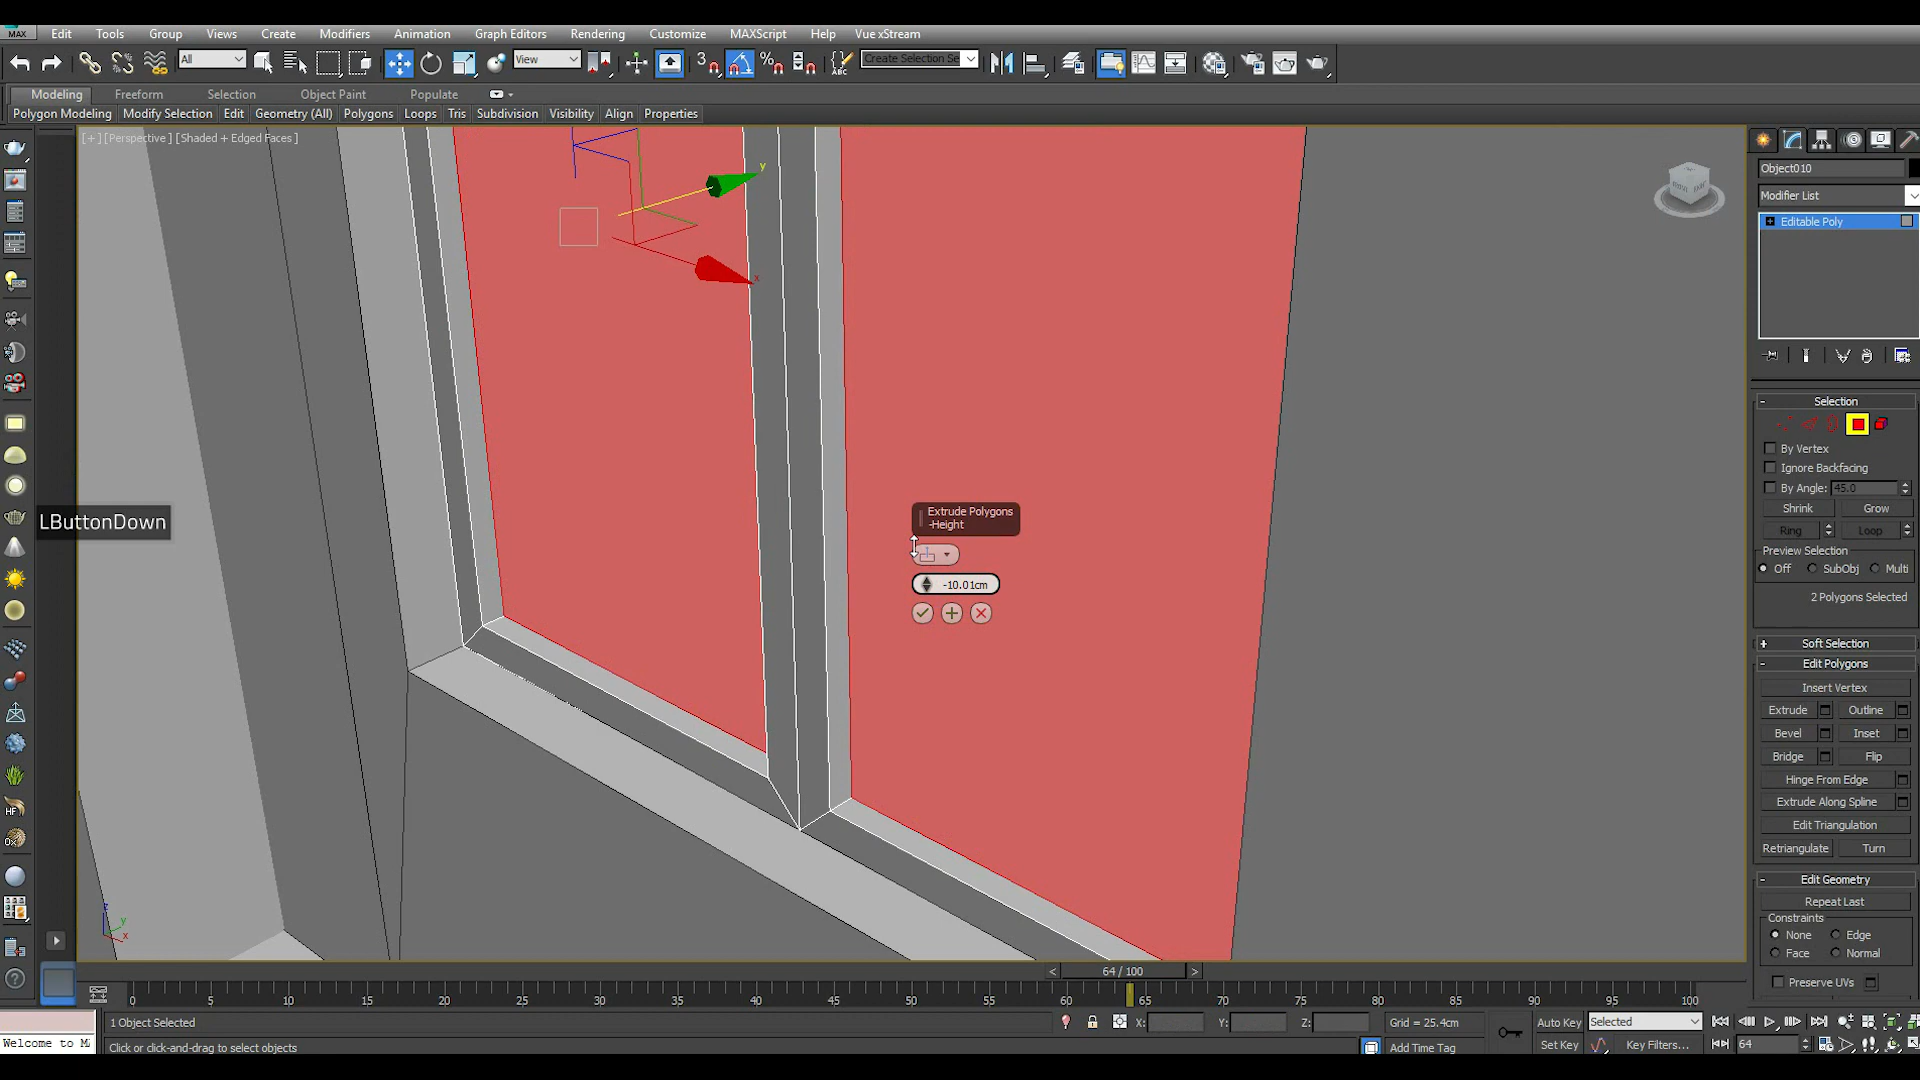 MAX Edit Tools Group Views Create Modifiers Animation Graph Editors Rendering Customize MAXScript Help Vue xStream
All View 3 % ABC Create Selection Se
Modeling Freeform Selection Object Paint Populate
Polygon Modeling Modify Selection Edit Geometry (All) Polygons Loops Tris Subdivision Visibility Align Properties
[+] [Perspective ] [Shaded + Edged Faces ]
y
x
LButtonDown
Extrude Polygons
-Height
-10.01cm
z
y
x
Object010
Modifier List
Editable Poly
- Selection
By Vertex
Ignore Backfacing
By Angle: 45.0
Shrink Grow
Ring Loop
Preview Selection
Off SubObj Multi
2 Polygons Selected
+ Soft Selection
- Edit Polygons
Insert Vertex
Extrude Outline
Bevel Inset
Bridge Flip
Hinge From Edge
Extrude Along Spline
Edit Triangulation
Retriangulate Turn
- Edit Geometry
Repeat Last
Constraints
None Edge
Face Normal
Preserve UVs
HF
< 64 / 100 >
0 5 10 15 20 25 30 35 40 45 50 55 60 65 70 75 80 85 90 95 100
1 Object Selected X: Y: Z: Grid = 25.4cm Auto Key Selected
Welcome to M
Click or click-and-drag to select objects Add Time Tag Set Key Key Filters... 64